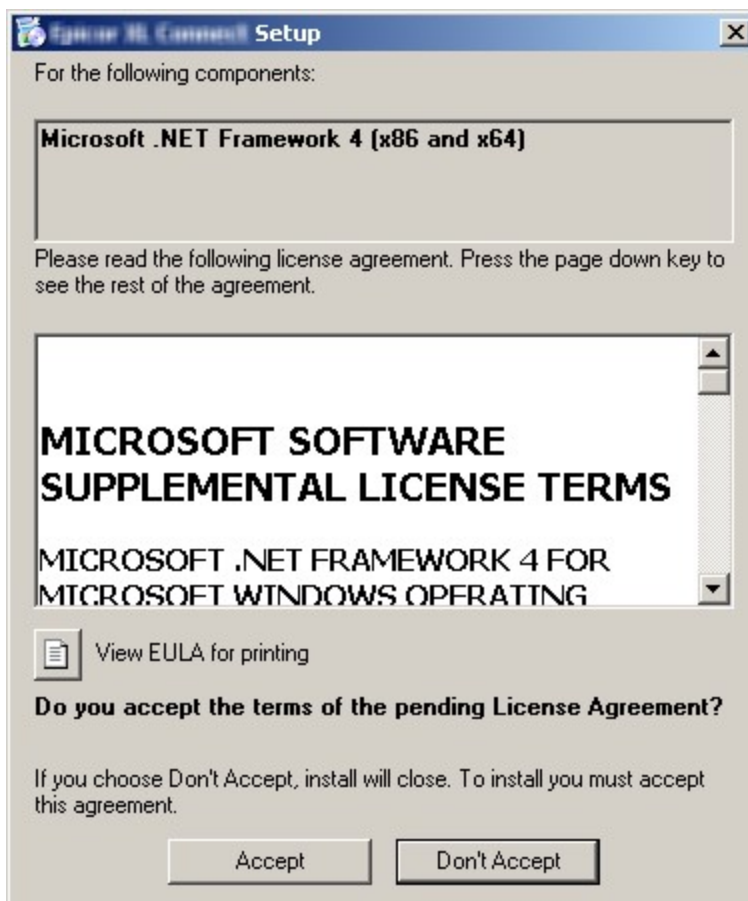 Setup
For the following components:
Microsoft .NET Framework 4 (x86 and x64)
Please read the following license agreement. Press the page down key to
see the rest of the agreement.
MICROSOFT SOFTWARE
SUPPLEMENTAL LICENSE TERMS
MICROSOFT .NET FRAMEWORK 4 FOR
MICROSOFT WINDOWS OPERATING
View EULA for printing
Do you accept the terms of the pending License Agreement?
If you choose Don't Accept, install will close. To install you must accept
this agreement.
Accept
Don't Accept